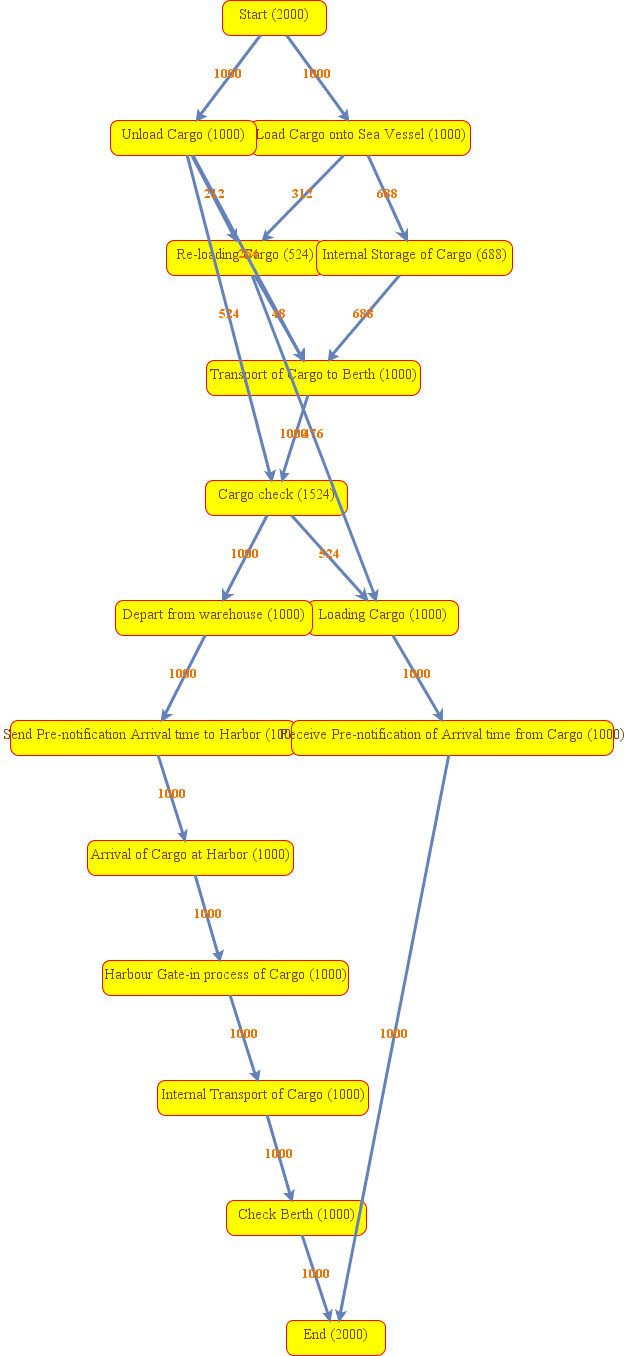 Start (2000)
1000
1000
Unload Cargo (1000)
Load Cargo onto Sea Vessel (1000)
212
312
688
Re-loading Cargo (524)
Internal Storage of Cargo (688)
524
48
688
Transport of Cargo to Berth (1000)
1000
476
Cargo check (1524)
1000
524
Depart from warehouse (1000)
Loading Cargo (1000)
1000
1000
Send Pre-notification Arrival time to Harbor
Receive Pre-notification of Arrival time from Cargo (1000)
1000
Arrival of Cargo at Harbor (1000)
1000
Harbour Gate-in process of Cargo (1000)
1000
1000
Internal Transport of Cargo (1000)
1000
Check Berth (1000)
1000
End (2000)